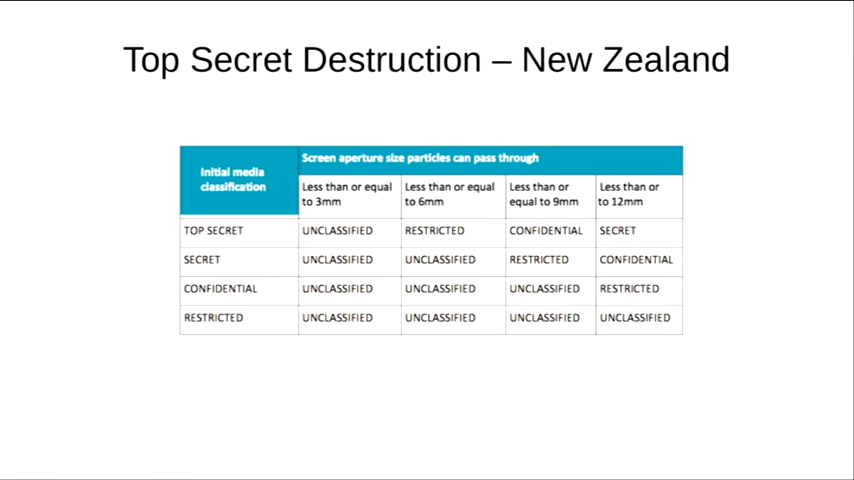 Top Secret Destruction – New Zealand
Initial media classification
Screen aperture size particles can pass through
Less than or equal to 3mm
Less than or equal to 6mm
Less than or equal to 9mm
Less than or to 12mm
TOP SECRET UNCLASSIFIED RESTRICTED CONFIDENTIAL SECRET
SECRET UNCLASSIFIED UNCLASSIFIED RESTRICTED CONFIDENTIAL
CONFIDENTIAL UNCLASSIFIED UNCLASSIFIED UNCLASSIFIED RESTRICTED
RESTRICTED UNCLASSIFIED UNCLASSIFIED UNCLASSIFIED UNCLASSIFIED